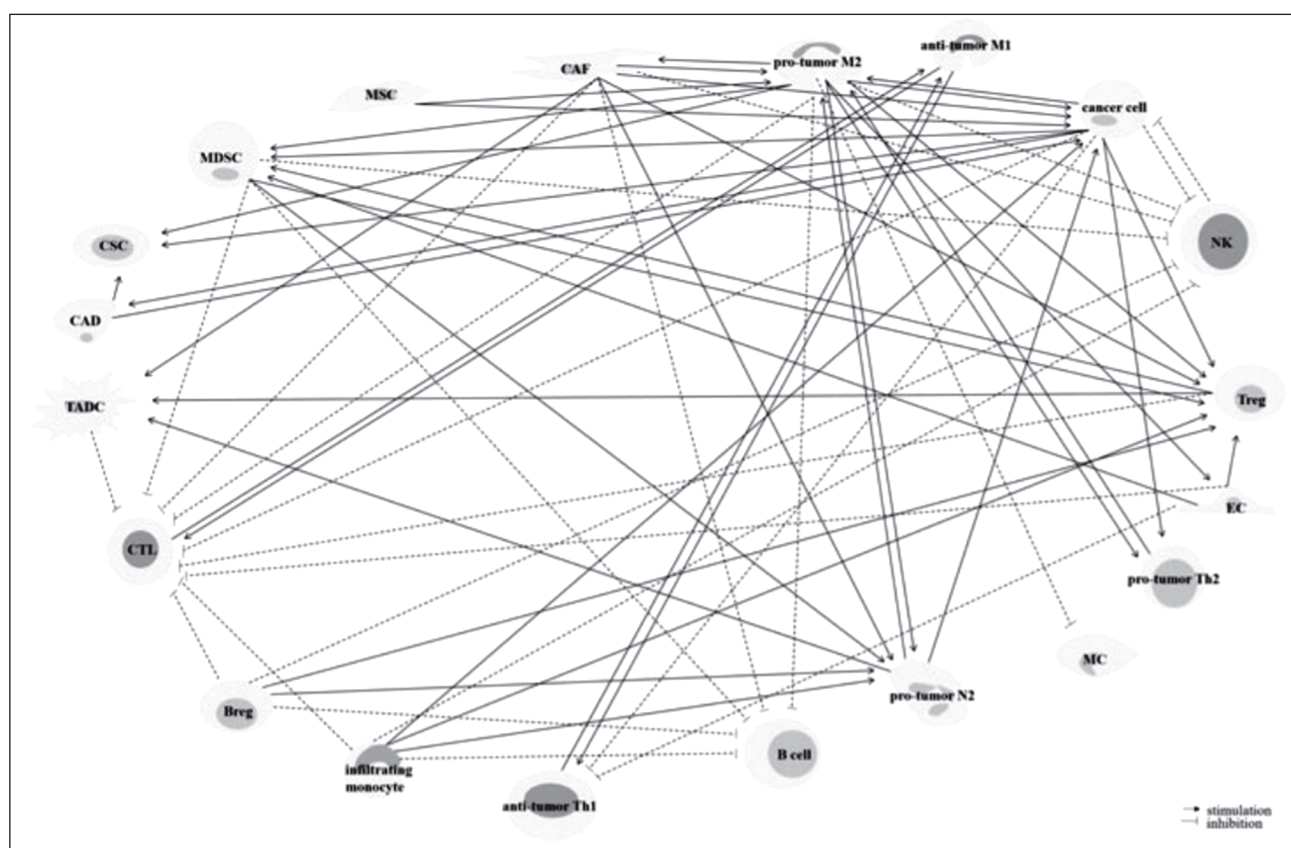 anti-tumor M1
pro-tumor M2
CAF
MSC
cancer cell
MDSC
NK
CSC
CAD
Treg
TADC
EC
CTL
pro-tumor Th2
MC
pro-tumor N2
Breg
B cell
infiltrating
monocyte
anti-tumor Th1
stimulation
inhibition